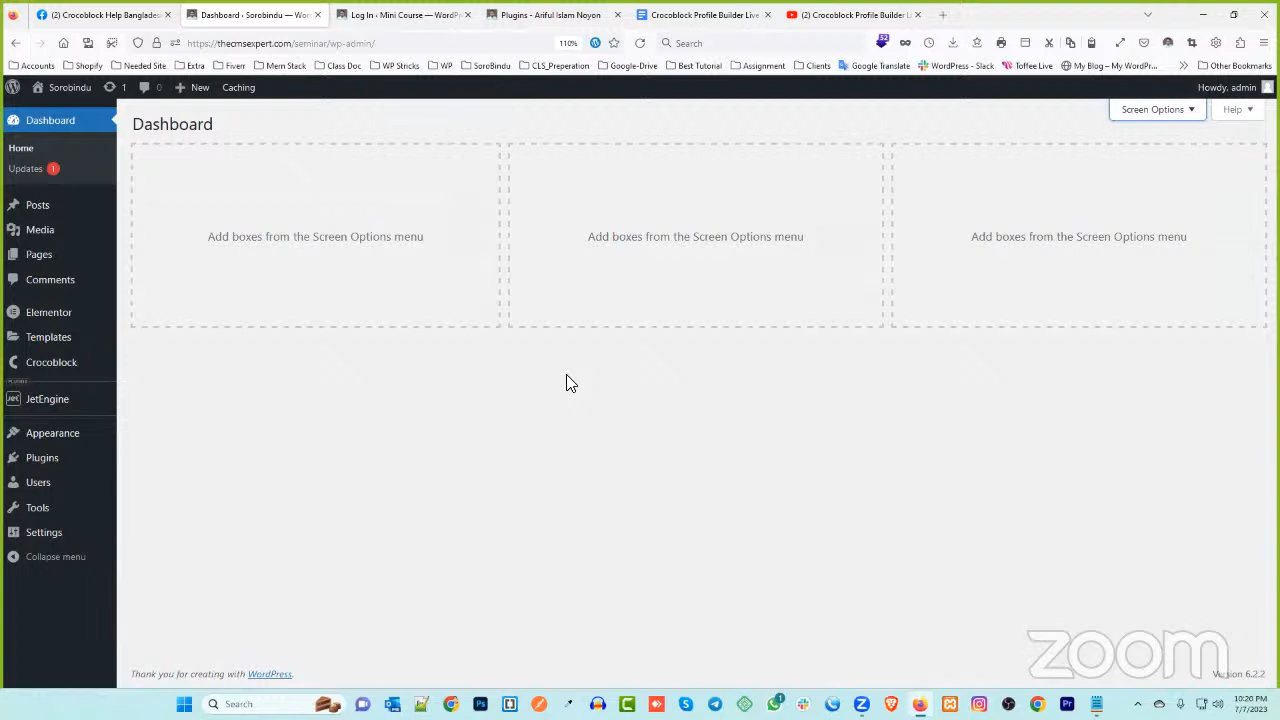 (2) Crocoblock Help Banglades
Dashboard ‹ Sorobindu — Wor
Log In ‹ Mini Course — WordPr
Plugins - Ariful Islam Noyon
Crocoblock Profile Builder Live
(2) Crocoblock Profile Builder L
https://thecmsexpert.com/seminar/wp-admin/
110%
Search
52
Accounts
Shopify
Needed Site
Extra
Fiverr
Mern Stack
Class Doc
WP Stricks
WP
SoroBindu
CLS_Preperation
Google-Drive
Best Tutorial
Assignment
Clients
Google Translate
WordPress - Slack
Toffee Live
My Blog – My WordPr...
Other Bookmarks
Sorobindu
1
0
New
Caching
Howdy, admin
Dashboard
Home
Updates 1
Posts
Media
Pages
Comments
Elementor
Templates
Crocoblock
PLUGINS
JetEngine
Appearance
Plugins
Users
Tools
Settings
Collapse menu
Screen Options
Help
Dashboard
Add boxes from the Screen Options menu
Add boxes from the Screen Options menu
Add boxes from the Screen Options menu
zoom
Thank you for creating with WordPress.
Version 6.2.2
Search
10:20 PM
7/7/2023